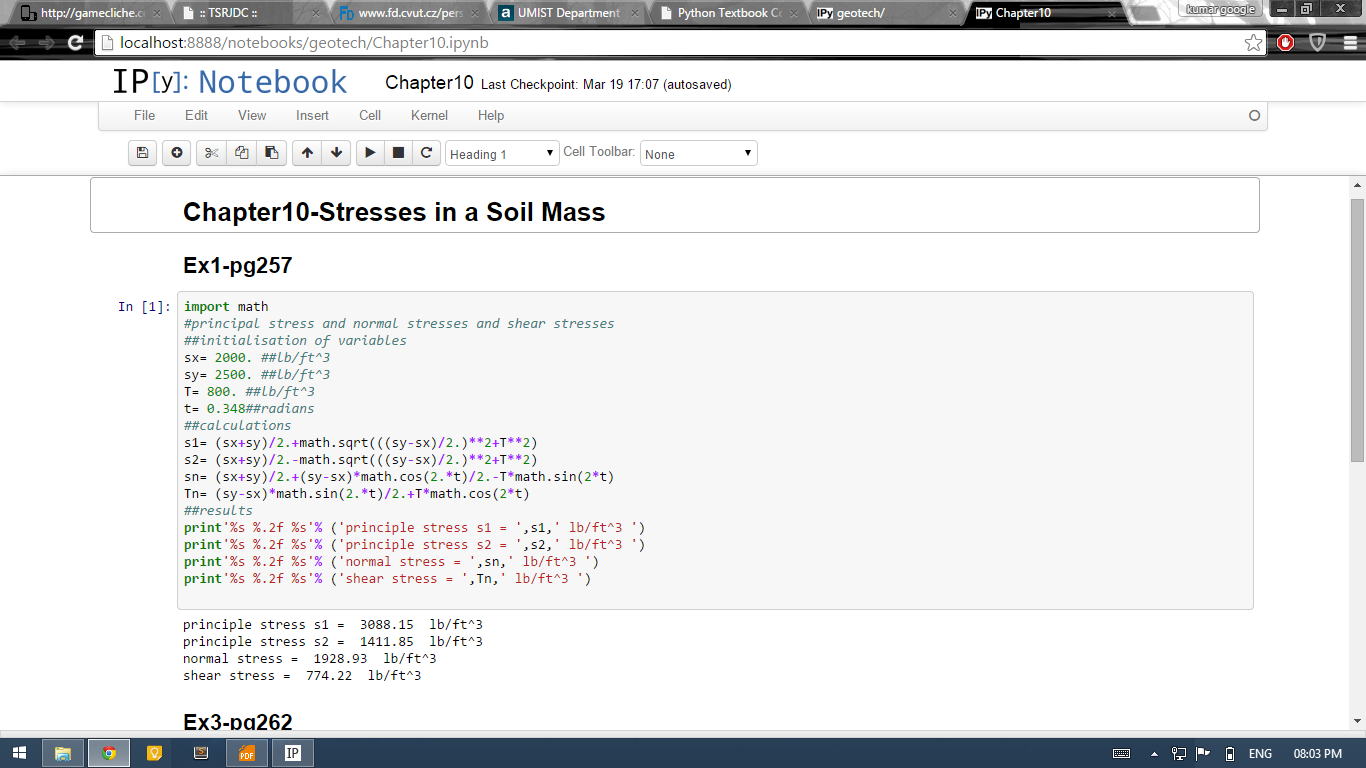 http://gamecliche.c
:: TSRJDC ::
www.fd.cvut.cz/pers
UMIST Department
Python Textbook Co
geotech/
Chapter10
kumar google
localhost:8888/notebooks/geotech/Chapter10.ipynb
IP[y]: Notebook
Chapter10 Last Checkpoint: Mar 19 17:07 (autosaved)
File Edit View Insert Cell Kernel Help
Heading 1 Cell Toolbar: None
Chapter10-Stresses in a Soil Mass
Ex1-pg257
In [1]:
import math
#principal stress and normal stresses and shear stresses
##initialisation of variables
sx= 2000. ##lb/ft^3
sy= 2500. ##lb/ft^3
T= 800. ##lb/ft^3
t= 0.348##radians
##calculations
s1= (sx+sy)/2.+math.sqrt(((sy-sx)/2.)**2+T**2)
s2= (sx+sy)/2.-math.sqrt(((sy-sx)/2.)**2+T**2)
sn= (sx+sy)/2.+(sy-sx)*math.cos(2.*t)/2.-T*math.sin(2*t)
Tn= (sy-sx)*math.sin(2.*t)/2.+T*math.cos(2*t)
##results
print'%s %.2f %s'% ('principle stress s1 = ',s1,' lb/ft^3 ')
print'%s %.2f %s'% ('principle stress s2 = ',s2,' lb/ft^3 ')
print'%s %.2f %s'% ('normal stress = ',sn,' lb/ft^3 ')
print'%s %.2f %s'% ('shear stress = ',Tn,' lb/ft^3 ')
principle stress s1 =  3088.15  lb/ft^3
principle stress s2 =  1411.85  lb/ft^3
normal stress =  1928.93  lb/ft^3
shear stress =  774.22  lb/ft^3
Ex3-pg262
ENG 08:03 PM